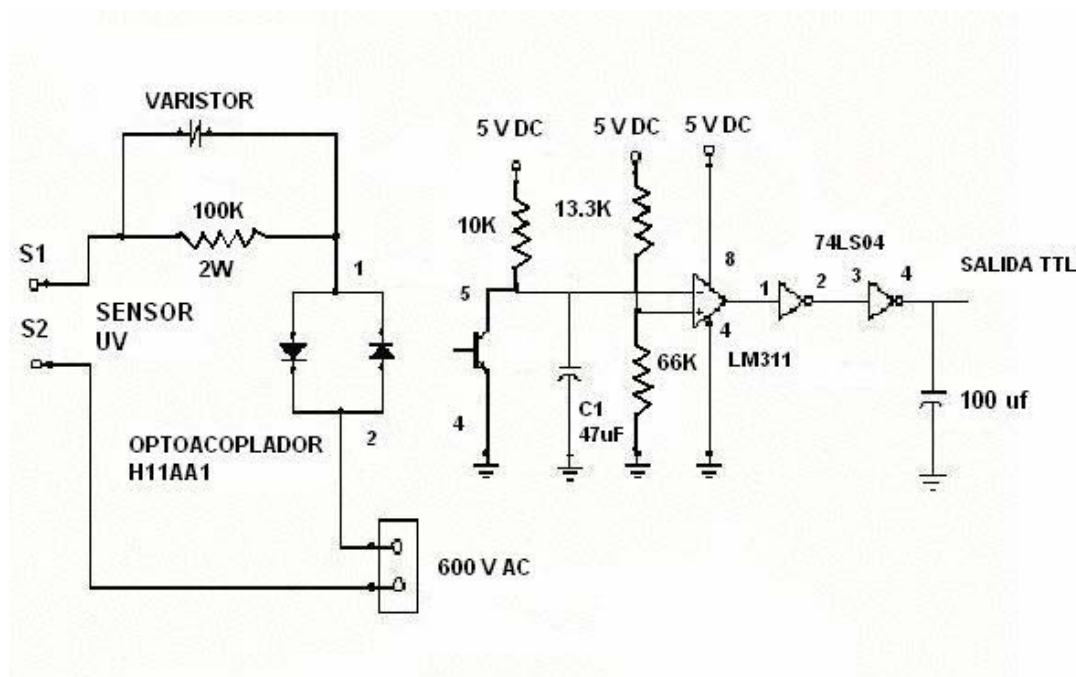 VARISTOR
5 V DC
5 V DC
5 V DC
100K
2W
10K
13.3K
74LS04
S1
1
8
SALIDA TTL
5
1
2
3
4
SENSOR
UV
S2
4
LM311
66K
2
4
C1
47uF
100 uf
OPTOACOPLADOR
H11AA1
600 V AC
-
+